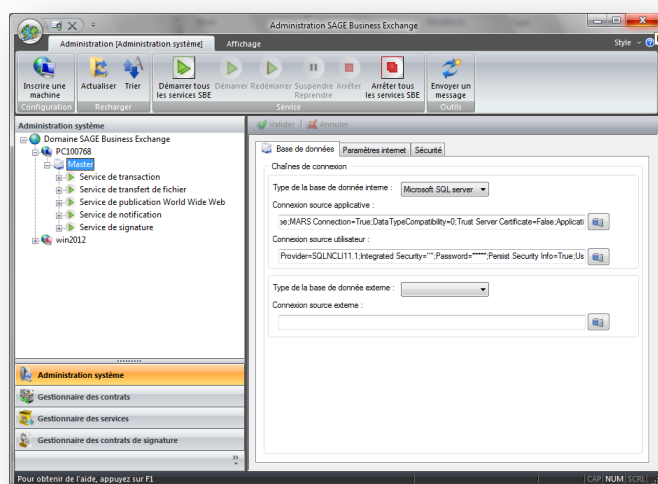 Administration SAGE Business Exchange
Administration [Administration système]
Affichage
Style
Inscrire une machine
Actualiser
Trier
Démarrer tous les services SBE
Démarrer
Redémarrer
Suspendre
Reprendre
Arrêter
Arrêter tous les services SBE
Envoyer un message
Configuration
Recharger
Service
Outils
Administration système
Domaine SAGE Business Exchange
PC100768
Master
Service de transaction
Service de transfert de fichier
Service de publication World Wide Web
Service de notification
Service de signature
win2012
Administration système
Gestionnaire des contrats
Gestionnaire des services
Gestionnaire des contrats de signature
Valider
Annuler
Base de données
Paramètres internet
Sécurité
Chaînes de connexion
Type de la base de donnée interne :
Microsoft SQL server
Connexion source applicative :
se;MARS Connection=True;DataTypeCompatibility=0;Trust Server Certificate=False;Applicati
Connexion source utilisateur :
Provider=SQLNCLI11.1;Integrated Security="";Password=*****;Persist Security Info=True;Us
Type de la base de donnée externe :
Connexion source externe :
Pour obtenir de l'aide, appuyez sur F1
CAP NUM SCRL